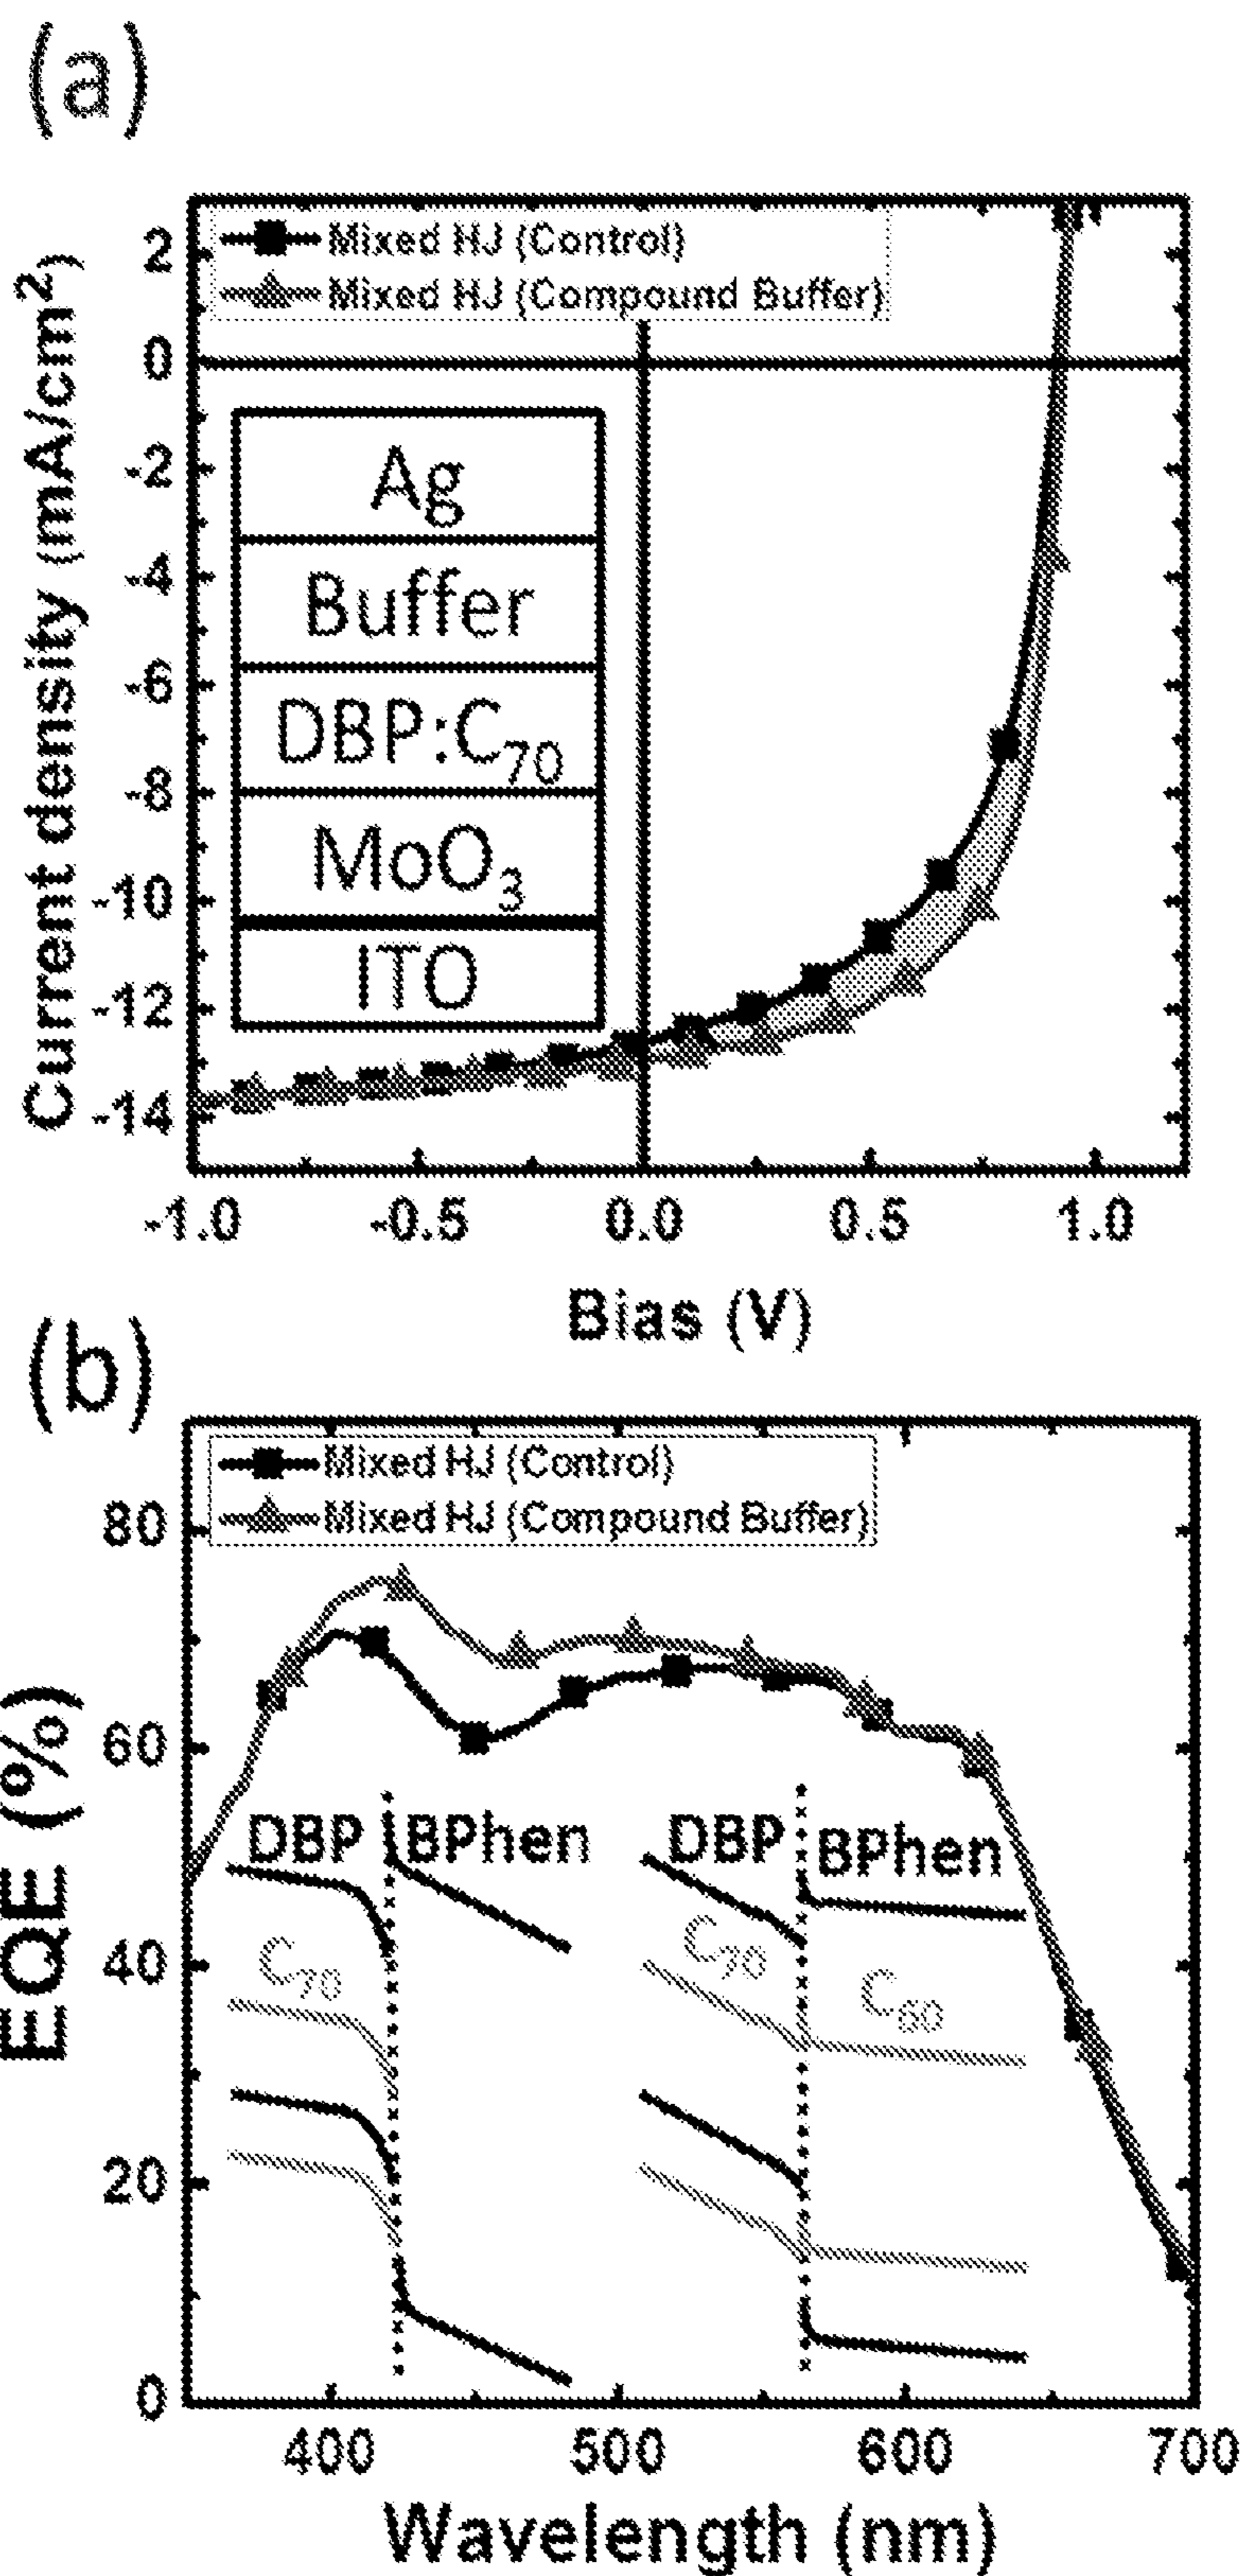 (a)
Mixed HJ (Control)
Mixed HJ (Compound Buffer)
2
0
-2
-4
-6
-8
-10
-12
-14
Current density (mA/cm²)
Ag
Buffer
DBP:C₇₀
MoO₃
ITO
-1.0 -0.5 0.0 0.5 1.0
Bias (V)
(b)
Mixed HJ (Control)
Mixed HJ (Compound Buffer)
80
60
40
20
0
EQE (%)
DBP BPhen
C₇₀
DBP BPhen
C₇₀
C₆₀
400 500 600 700
Wavelength (nm)